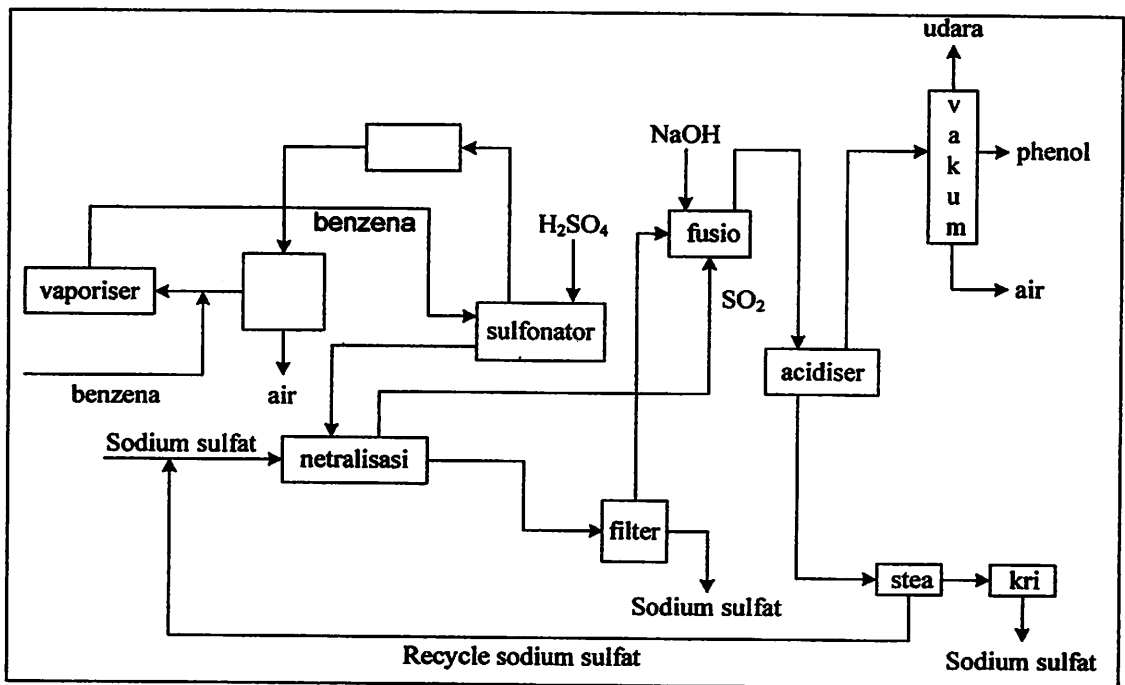 udara
v
a
k
u
m
NaOH
phenol
benzena
H₂SO₄
fusio
vaporiser
SO₂
air
sulfonator
acidiser
benzena
air
Sodium sulfat
netralisasi
filter
stea
kri
Sodium sulfat
Recycle sodium sulfat
Sodium sulfat